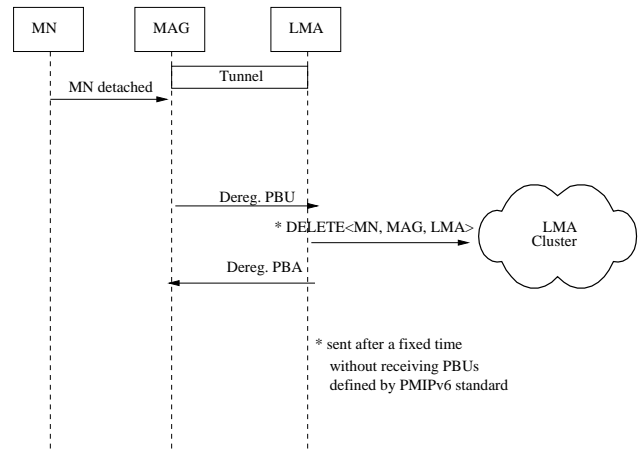 MN
MAG
LMA
Tunnel
MN detached
Dereg. PBU
* DELETE<MN, MAG, LMA>
LMA
Cluster
Dereg. PBA
* sent after a fixed time
without receiving PBUs
defined by PMIPv6 standard